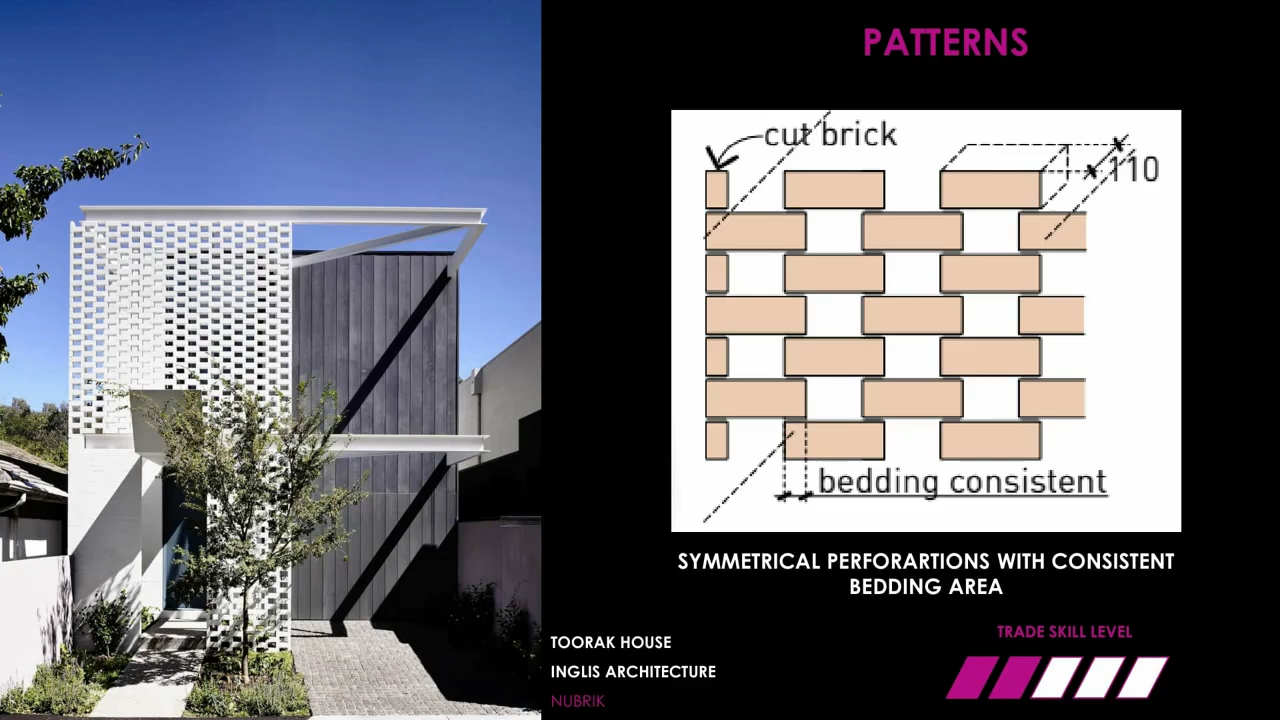 PATTERNS
cut brick
110
bedding consistent
SYMMETRICAL PERFORARTIONS WITH CONSISTENT
BEDDING AREA
TOORAK HOUSE
INGLIS ARCHITECTURE
NUBRIK
TRADE SKILL LEVEL